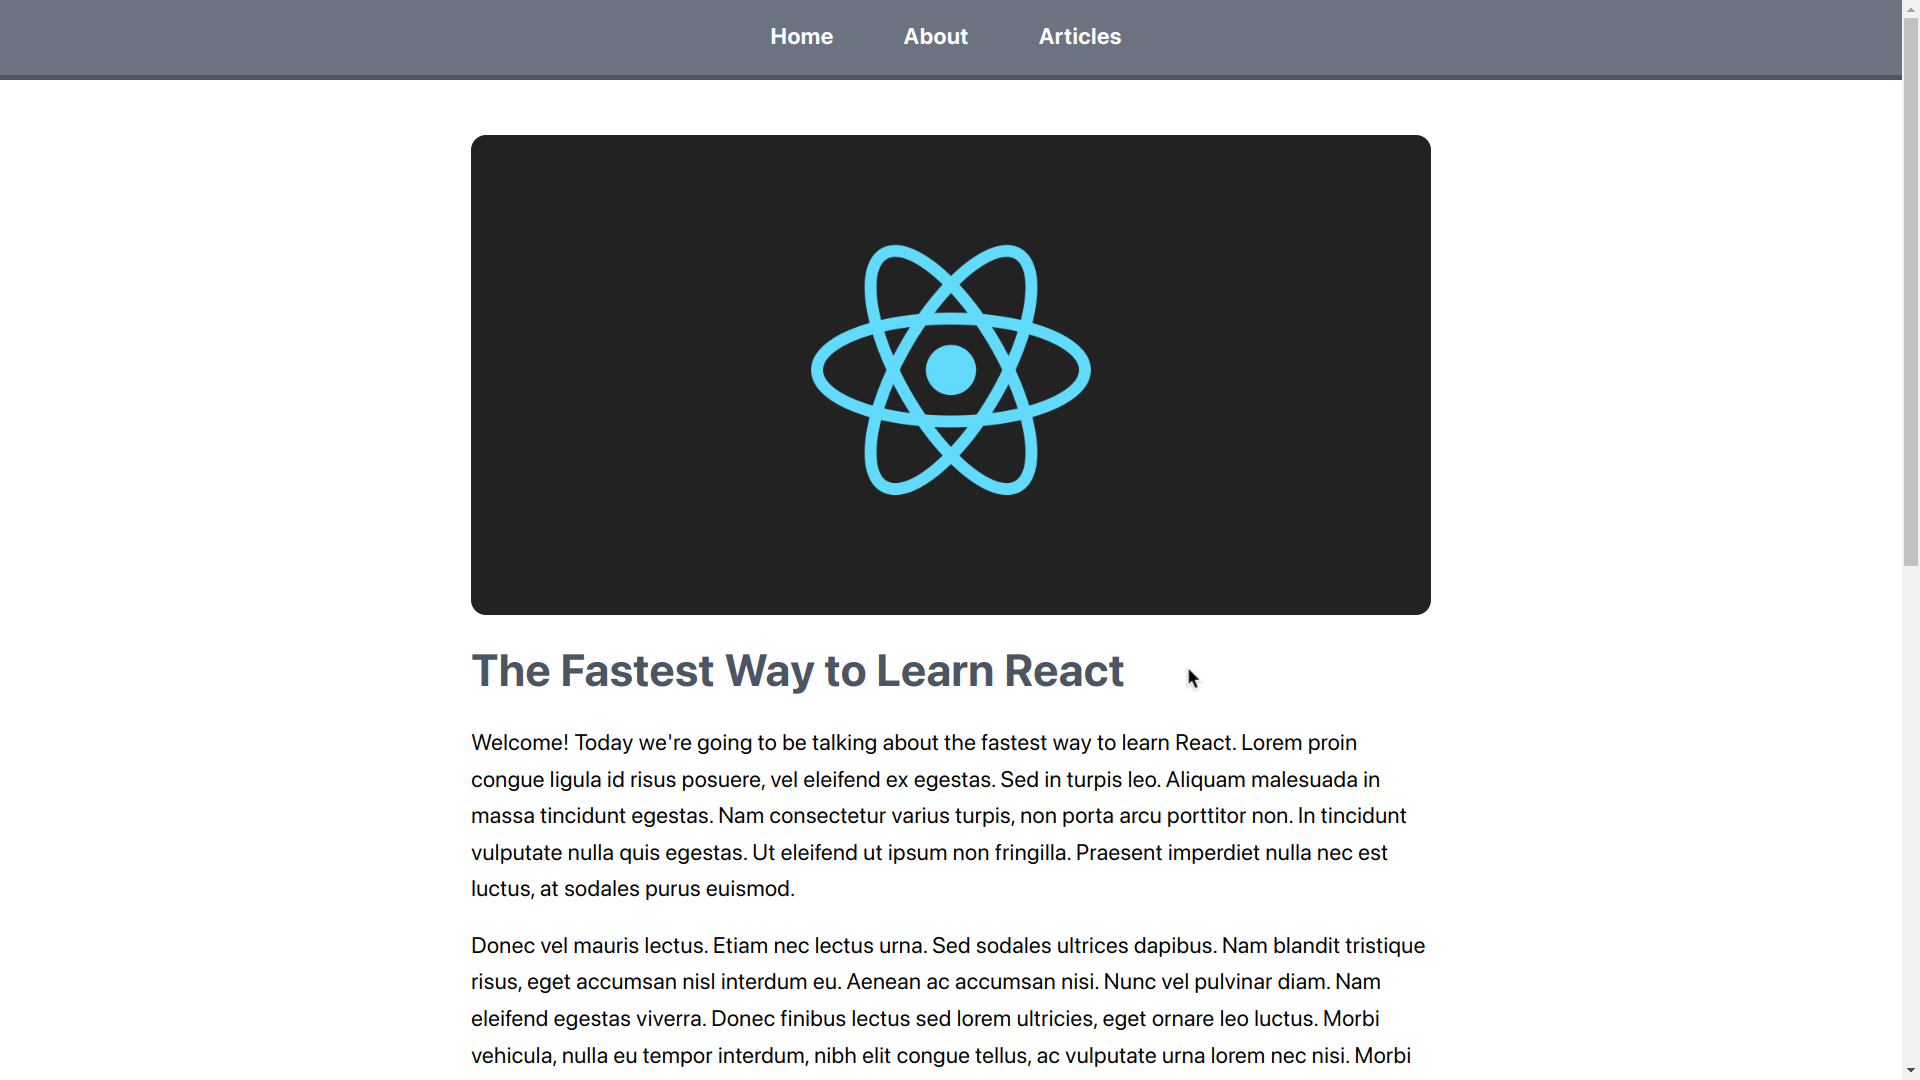 Home About Articles
The Fastest Way to Learn React
Welcome! Today we're going to be talking about the fastest way to learn React. Lorem proin
congue ligula id risus posuere, vel eleifend ex egestas. Sed in turpis leo. Aliquam malesuada in
massa tincidunt egestas. Nam consectetur varius turpis, non porta arcu porttitor non. In tincidunt
vulputate nulla quis egestas. Ut eleifend ut ipsum non fringilla. Praesent imperdiet nulla nec est
luctus, at sodales purus euismod.
Donec vel mauris lectus. Etiam nec lectus urna. Sed sodales ultrices dapibus. Nam blandit tristique
risus, eget accumsan nisl interdum eu. Aenean ac accumsan nisi. Nunc vel pulvinar diam. Nam
eleifend egestas viverra. Donec finibus lectus sed lorem ultricies, eget ornare leo luctus. Morbi
vehicula, nulla eu tempor interdum, nibh elit congue tellus, ac vulputate urna lorem nec nisi. Morbi